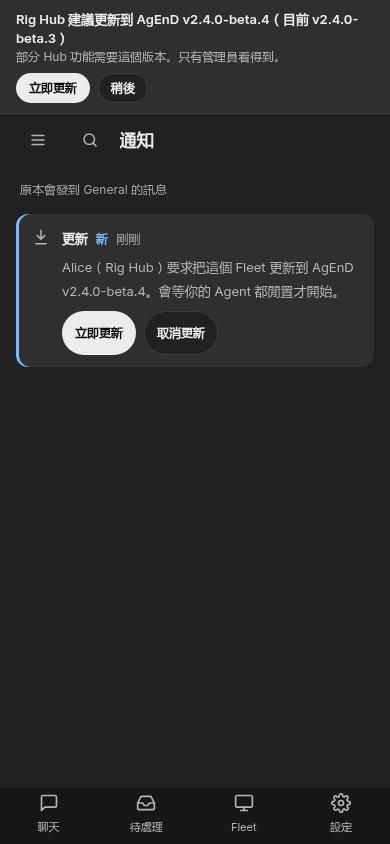 Rig Hub 建議更新到 AgEnD v2.4.0-beta.4（目前 v2.4.0-
beta.3）
部分 Hub 功能需要這個版本。只有管理員看得到。
立即更新 稍後
通知
原本會發到 General 的訊息
更新 新 剛剛
Alice（Rig Hub）要求把這個 Fleet 更新到 AgEnD
v2.4.0-beta.4。會等你的 Agent 都閒置才開始。
立即更新 取消更新
聊天 待處理 Fleet 設定